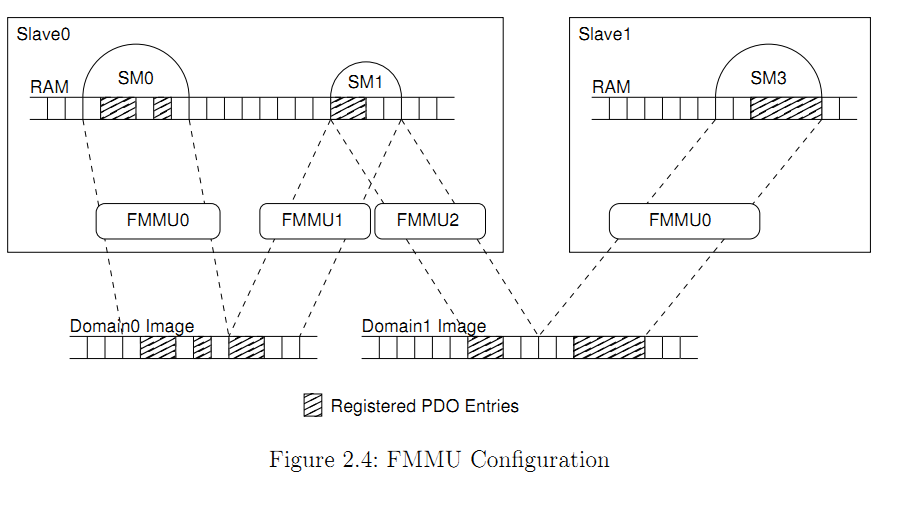 Slave0
Slave1
SM0
SM1
SM3
RAM
RAM
FMMU0
FMMU1
FMMU2
FMMU0
Domain0 Image
Domain1 Image
Registered PDO Entries
Figure 2.4: FMMU Configuration